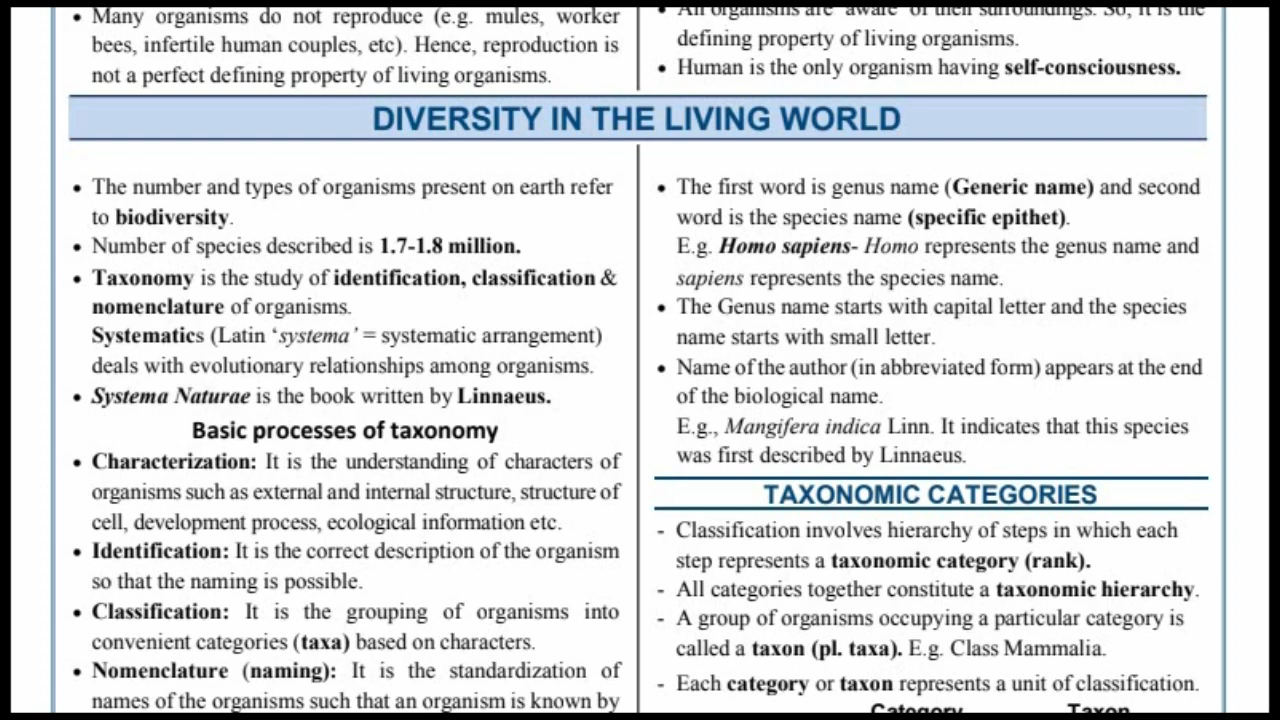 • Many organisms do not reproduce (e.g. mules, worker
bees, infertile human couples, etc). Hence, reproduction is
not a perfect defining property of living organisms.
• All organisms are ‘aware’ of their surroundings. So, it is the
defining property of living organisms.
• Human is the only organism having self-consciousness.
DIVERSITY IN THE LIVING WORLD
• The number and types of organisms present on earth refer
to biodiversity.
• Number of species described is 1.7-1.8 million.
• Taxonomy is the study of identification, classification &
nomenclature of organisms.
Systematics (Latin ‘systema’ = systematic arrangement)
deals with evolutionary relationships among organisms.
• Systema Naturae is the book written by Linnaeus.
Basic processes of taxonomy
• Characterization: It is the understanding of characters of
organisms such as external and internal structure, structure of
cell, development process, ecological information etc.
• Identification: It is the correct description of the organism
so that the naming is possible.
• Classification: It is the grouping of organisms into
convenient categories (taxa) based on characters.
• Nomenclature (naming): It is the standardization of
names of the organisms such that an organism is known by
• The first word is genus name (Generic name) and second
word is the species name (specific epithet).
E.g. Homo sapiens- Homo represents the genus name and
sapiens represents the species name.
• The Genus name starts with capital letter and the species
name starts with small letter.
• Name of the author (in abbreviated form) appears at the end
of the biological name.
E.g., Mangifera indica Linn. It indicates that this species
was first described by Linnaeus.
TAXONOMIC CATEGORIES
- Classification involves hierarchy of steps in which each
step represents a taxonomic category (rank).
- All categories together constitute a taxonomic hierarchy.
- A group of organisms occupying a particular category is
called a taxon (pl. taxa). E.g. Class Mammalia.
- Each category or taxon represents a unit of classification.
Category Taxon